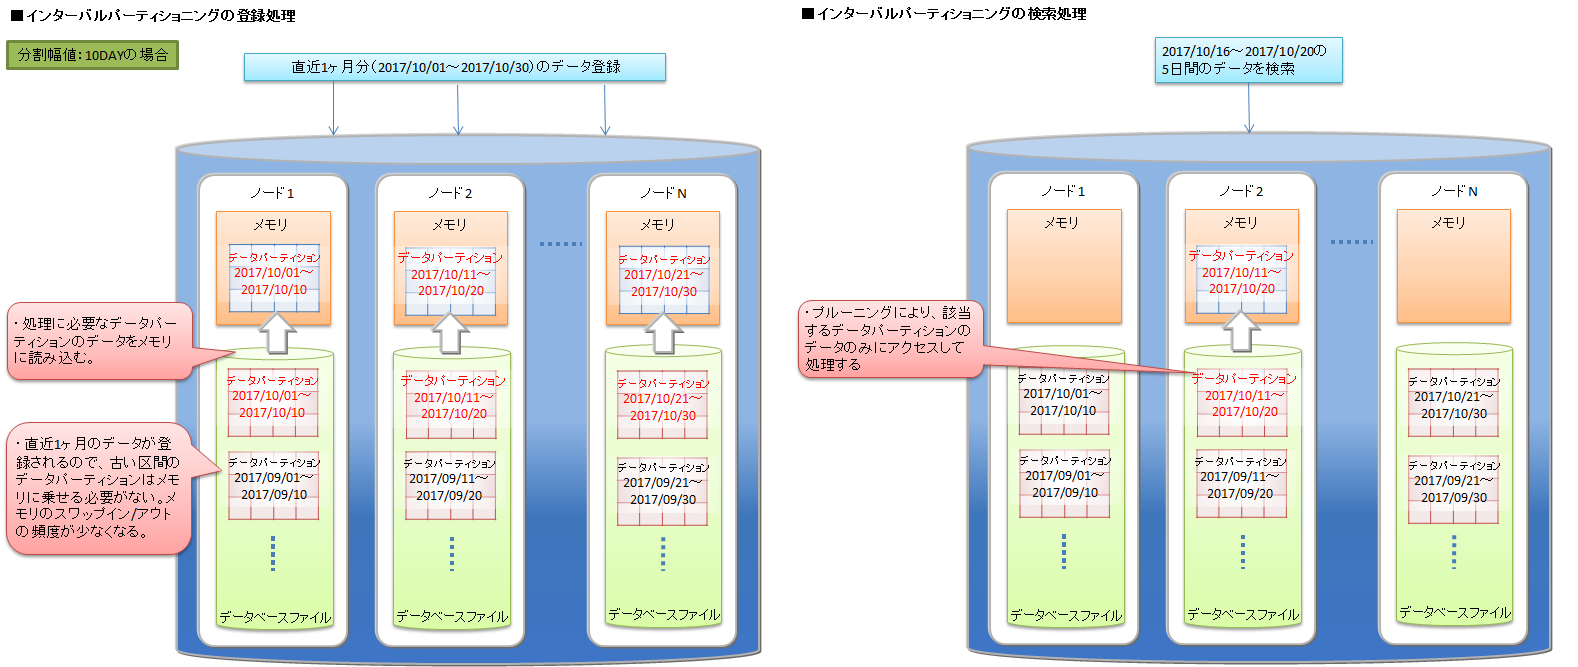 ■インターバルパーティショニングの登録処理
分割幅値：10DAYの場合
直近1ヶ月分（2017/10/01～2017/10/30）のデータ登録
ノード1
メモリ
データパーティション
2017/10/01～
2017/10/10
ノード2
メモリ
データパーティション
2017/10/11～
2017/10/20
ノードN
メモリ
データパーティション
2017/10/21～
2017/10/30
・処理に必要なデータパー
ティションのデータをメモリ
に読み込む。
データパーティション
2017/10/01～
2017/10/10
データパーティション
2017/10/11～
2017/10/20
データパーティション
2017/10/21～
2017/10/30
・直近1ヶ月のデータが登
録されるので、古い区間の
データパーティションはメモ
リに乗せる必要がない。メ
モリのスワップイン/アウト
の頻度が少なくなる。
データパーティション
2017/09/01～
2017/09/10
データパーティション
2017/09/11～
2017/09/20
データパーティション
2017/09/21～
2017/09/30
データベースファイル
データベースファイル
データベースファイル
■インターバルパーティショニングの検索処理
2017/10/16～2017/10/20の
5日間のデータを検索
ノード1
メモリ
ノード2
メモリ
データパーティション
2017/10/11～
2017/10/20
ノードN
メモリ
・プルーニングにより、該当
するデータパーティションの
データのみにアクセスして
処理する
データパーティション
2017/10/01～
2017/10/10
データパーティション
2017/10/11～
2017/10/20
データパーティション
2017/10/21～
2017/10/30
データパーティション
2017/09/01～
2017/09/10
データパーティション
2017/09/11～
2017/09/20
データパーティション
2017/09/21～
2017/09/30
データベースファイル
データベースファイル
データベースファイル